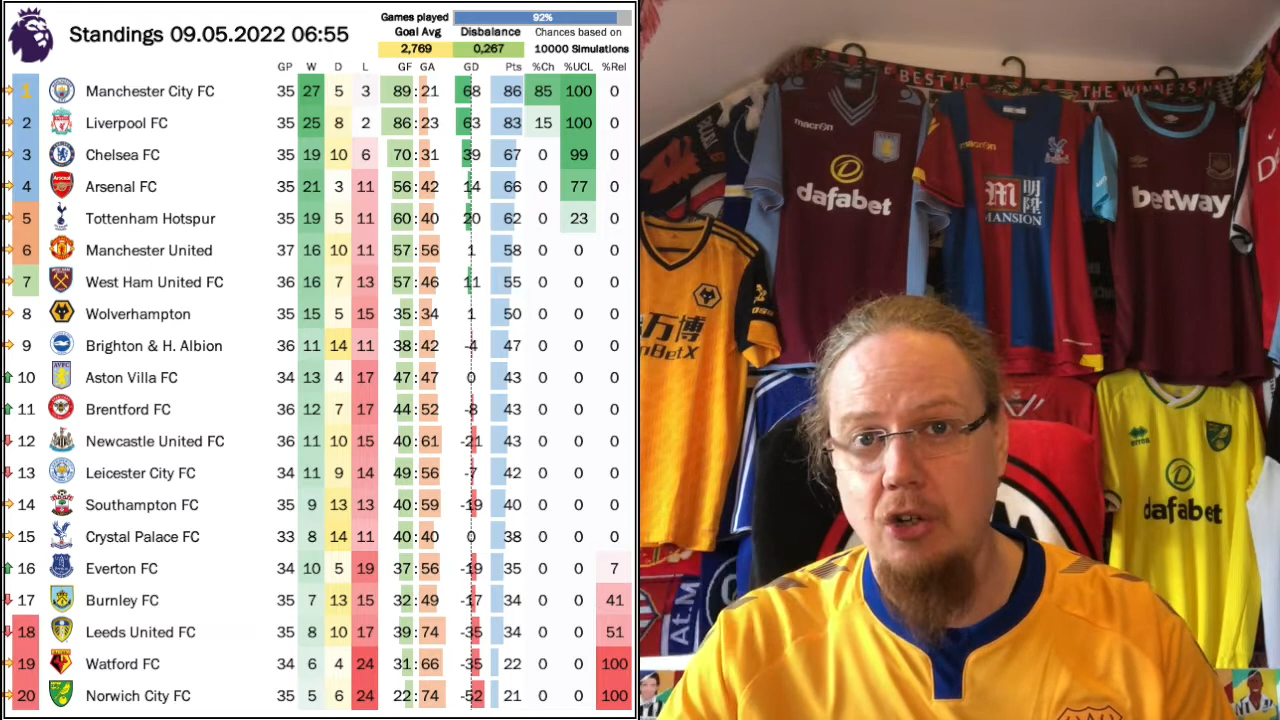 Standings 09.05.2022 06:55
Games played 92%
Goal Avg Disbalance Chances based on
2,769 0,267 10000 Simulations
GP W D L GF GA GD Pts %Ch %UCL %Rel
1 Manchester City FC 35 27 5 3 89:21 68 86 85 100 0
2 Liverpool FC 35 25 8 2 86:23 63 83 15 100 0
3 Chelsea FC 35 19 10 6 70:31 39 67 0 99 0
4 Arsenal FC 35 21 3 11 56:42 14 66 0 77 0
5 Tottenham Hotspur 35 19 5 11 60:40 20 62 0 23 0
6 Manchester United 37 16 10 11 57:56 1 58 0 0 0
7 West Ham United FC 36 16 7 13 57:46 11 55 0 0 0
8 Wolverhampton 35 15 5 15 35:34 1 50 0 0 0
9 Brighton & H. Albion 36 11 14 11 38:42 -4 47 0 0 0
10 Aston Villa FC 34 13 4 17 47:47 0 43 0 0 0
11 Brentford FC 36 12 7 17 44:52 -8 43 0 0 0
12 Newcastle United FC 36 11 10 15 40:61 -21 43 0 0 0
13 Leicester City FC 34 11 9 14 49:56 -7 42 0 0 0
14 Southampton FC 35 9 13 13 40:59 -19 40 0 0 0
15 Crystal Palace FC 33 8 14 11 40:40 0 38 0 0 0
16 Everton FC 34 10 5 19 37:56 -19 35 0 0 7
17 Burnley FC 35 7 13 15 32:49 -17 34 0 0 41
18 Leeds United FC 35 8 10 17 39:74 -35 34 0 0 51
19 Watford FC 34 6 4 24 31:66 -35 22 0 0 100
20 Norwich City FC 35 5 6 24 22:74 -52 21 0 0 100
BEST ! THE WINNERS
macron
dafabet
macron
M 明陞
MANSION
umbro
betway
万博
nBetX
errea
dafabet
At.M